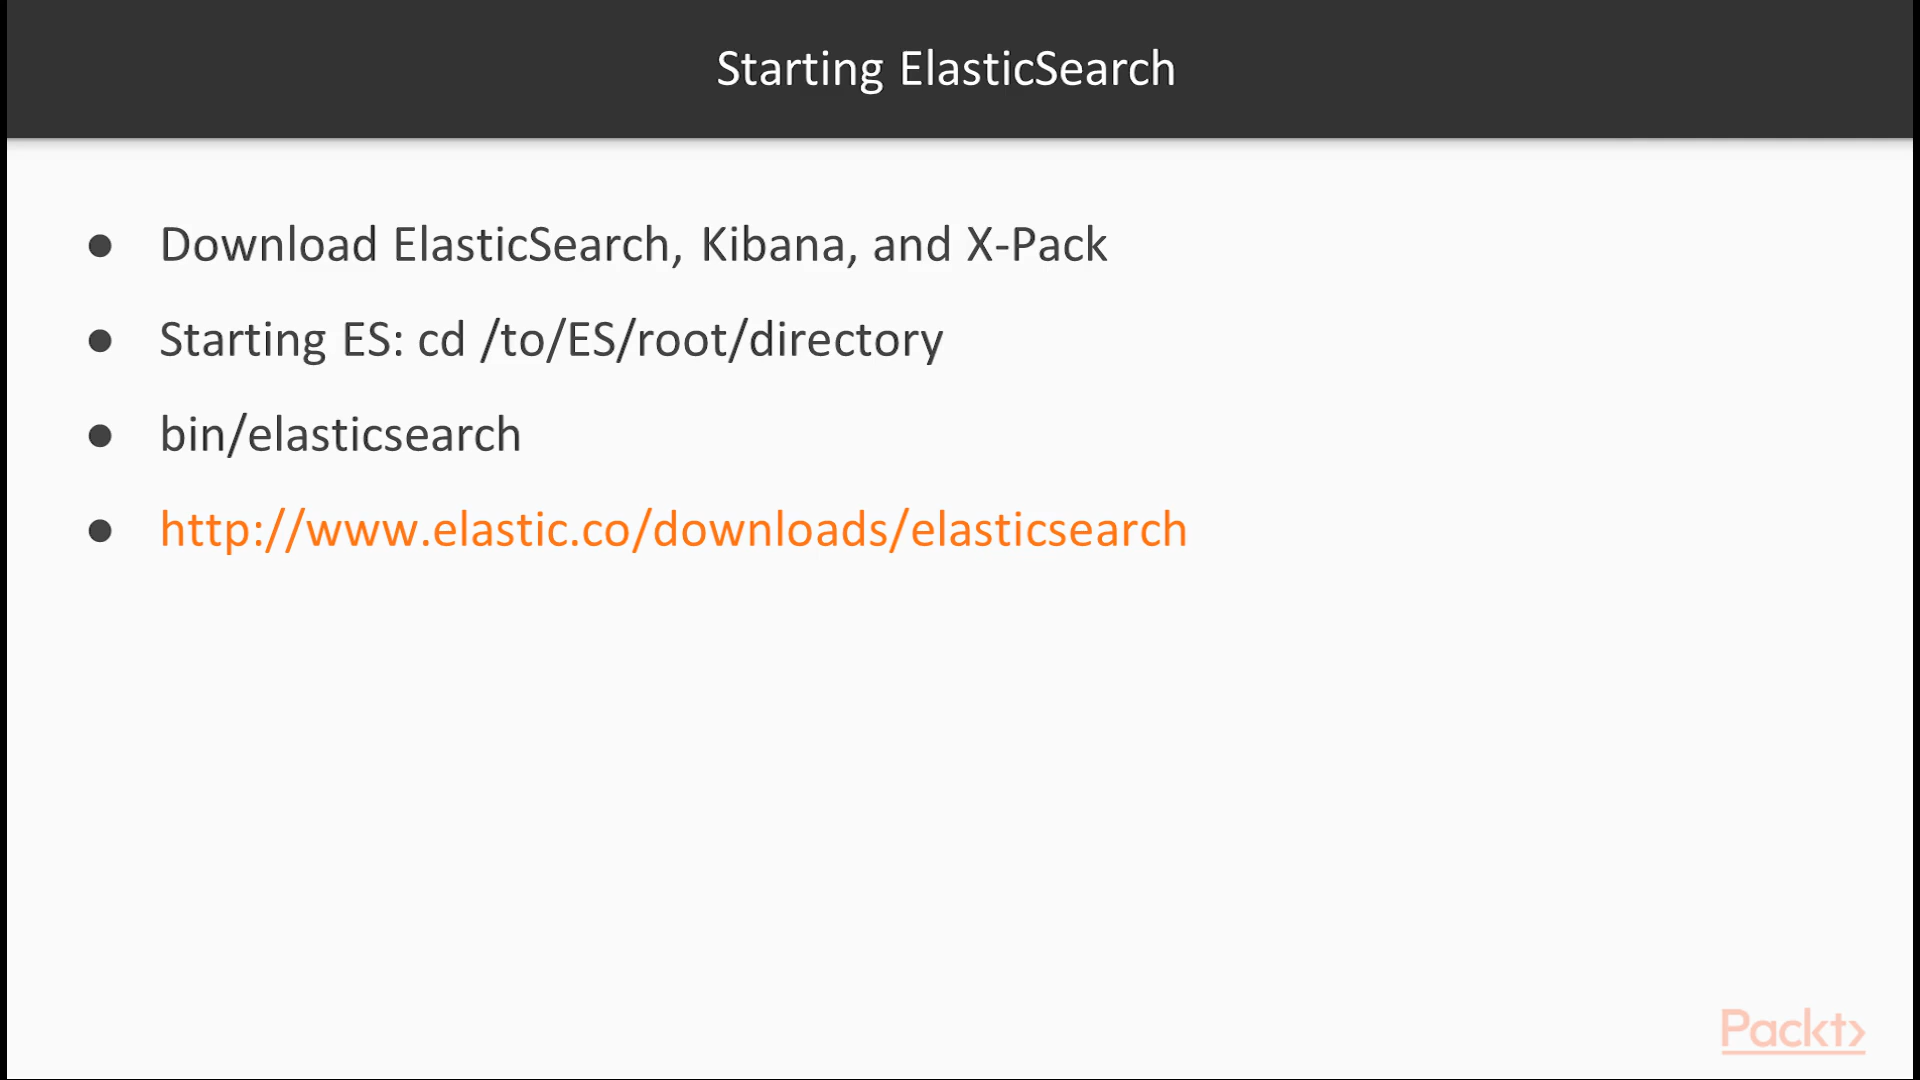 Starting ElasticSearch
● Download ElasticSearch, Kibana, and X-Pack
● Starting ES: cd /to/ES/root/directory
● bin/elasticsearch
● http://www.elastic.co/downloads/elasticsearch
Packt>